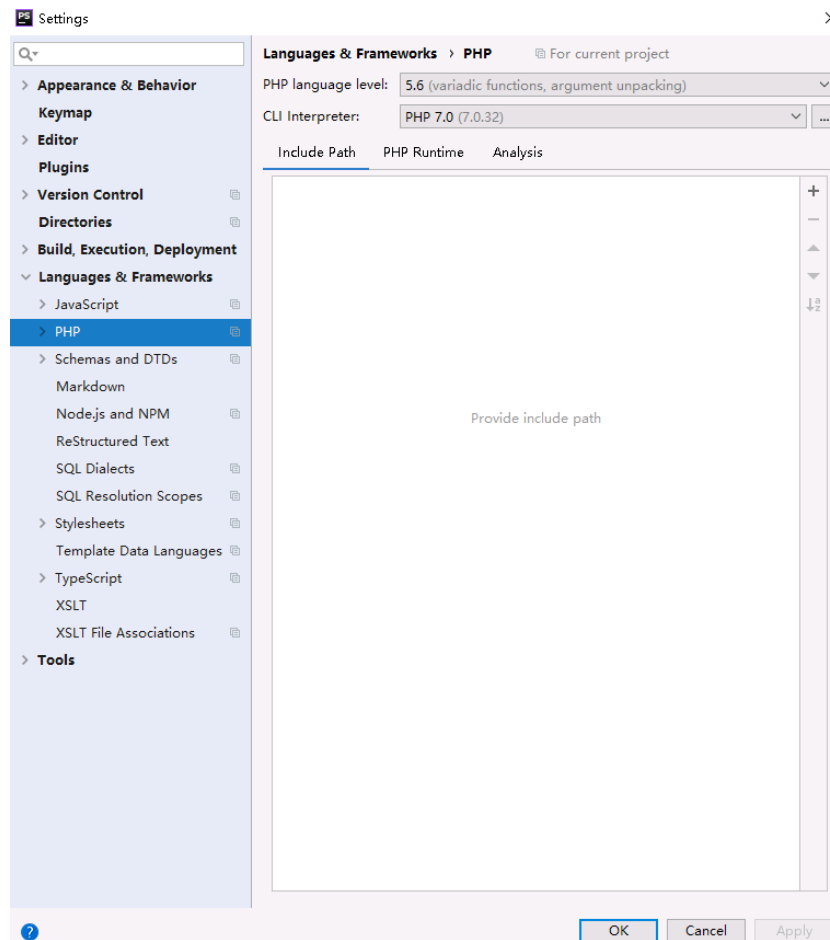 PS Settings
Languages & Frameworks › PHP For current project
Appearance & Behavior
PHP language level: 5.6 (variadic functions, argument unpacking)
Keymap
CLI Interpreter: PHP 7.0 (7.0.32) ...
Editor
Include Path PHP Runtime Analysis
Plugins
Version Control
Directories
Build, Execution, Deployment
Languages & Frameworks
JavaScript
PHP
Schemas and DTDs
Markdown
Node.js and NPM
Provide include path
ReStructured Text
SQL Dialects
SQL Resolution Scopes
Stylesheets
Template Data Languages
TypeScript
XSLT
XSLT File Associations
Tools
? OK Cancel Apply